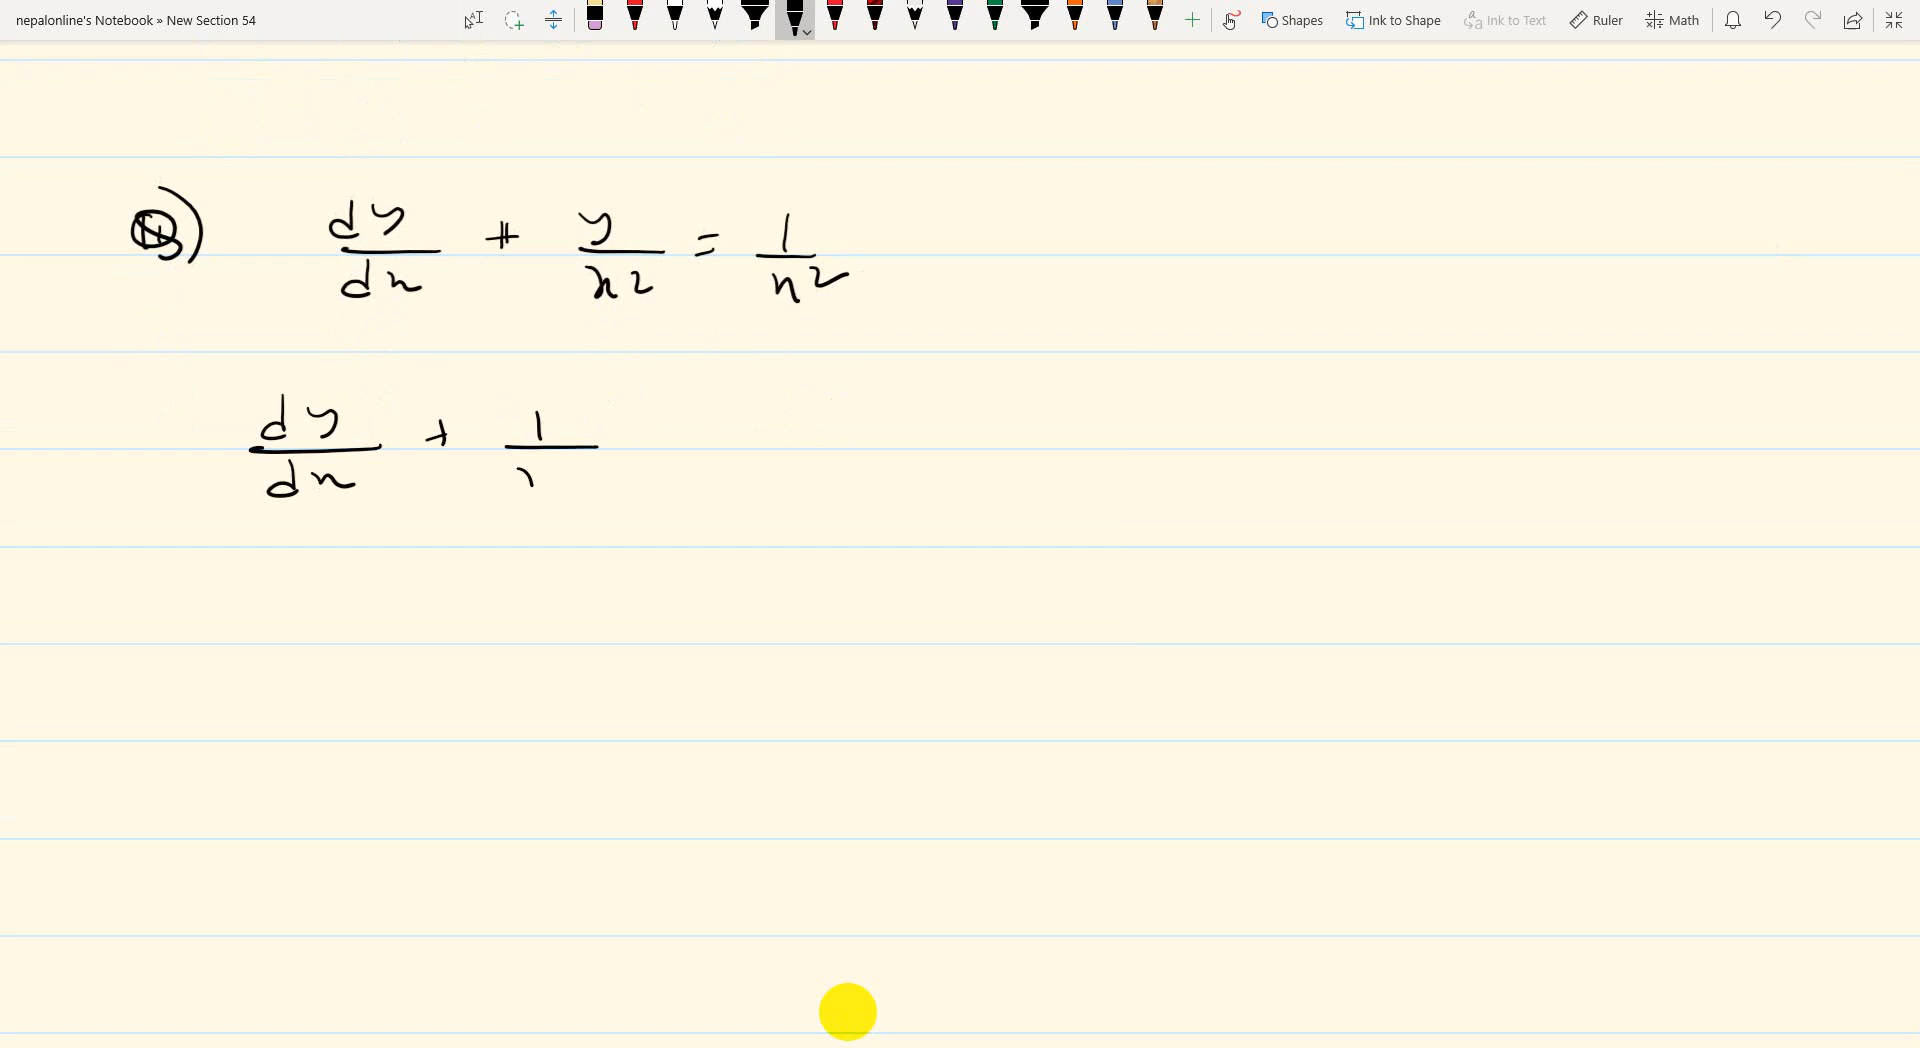 nepalonline's Notebook » New Section 54
Shapes Ink to Shape Ink to Text Ruler Math
dy/dx + y/x2 = 1/x2
dy/dx + 1/